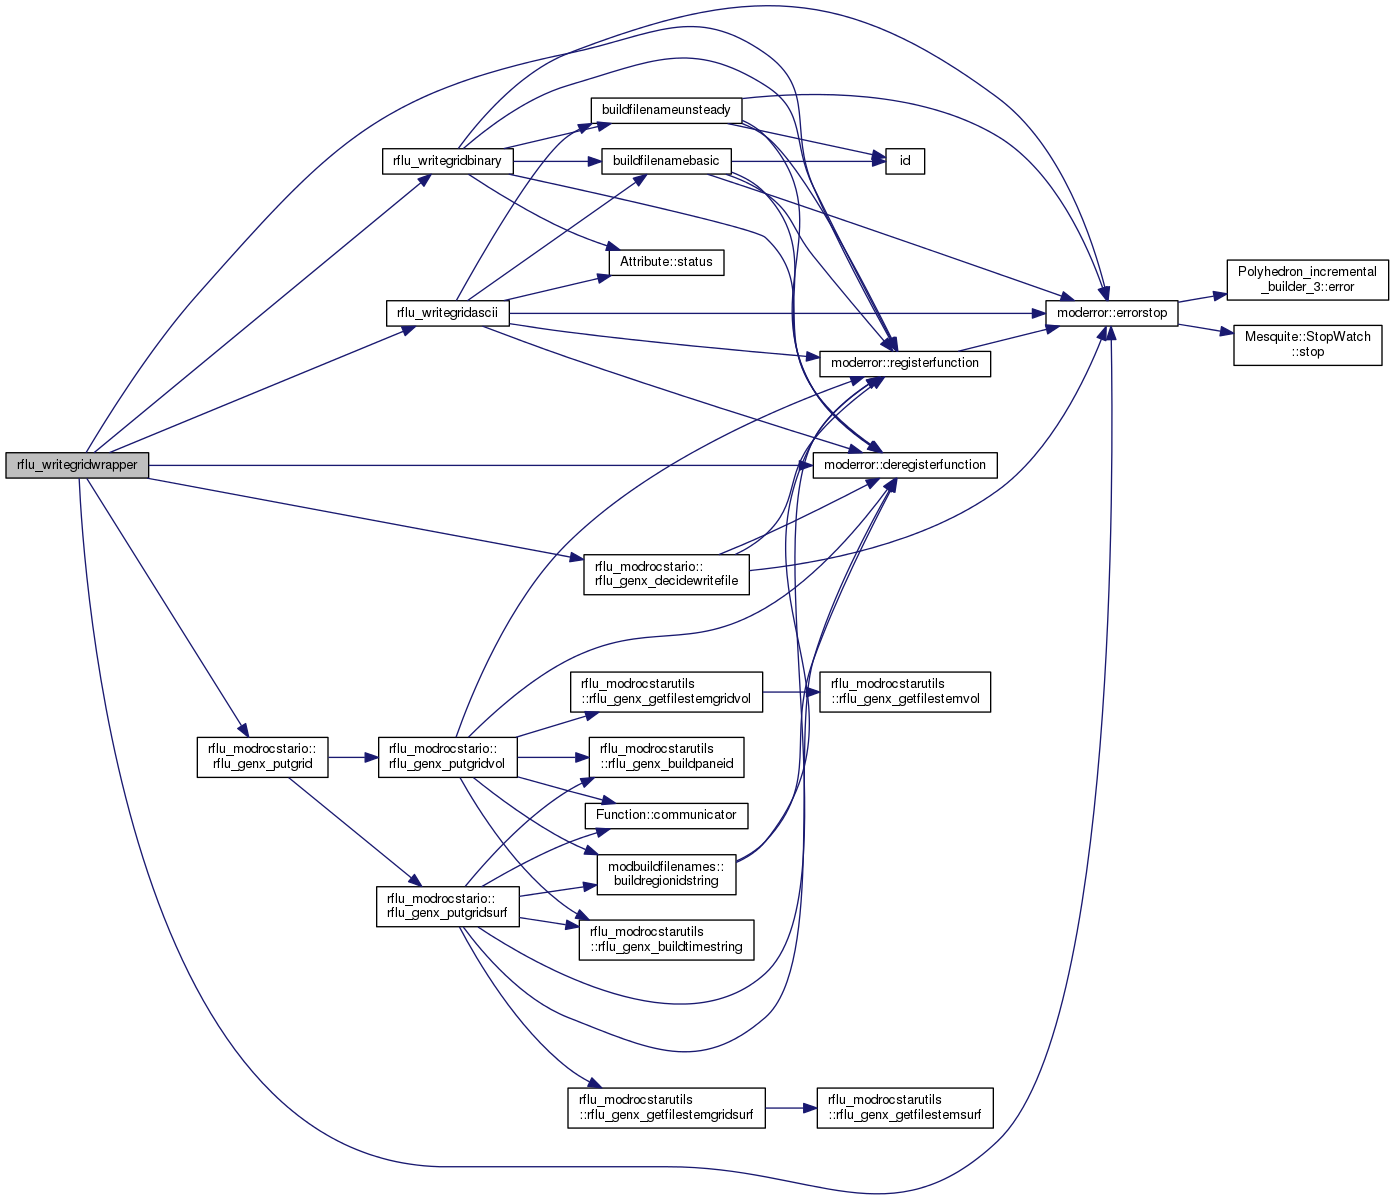 buildfilenameunsteady
rflu_writegridbinary
buildfilenamebasic
id
Attribute::status
Polyhedron_incremental
_builder_3::error
rflu_writegridascii
moderror::errorstop
Mesquite::StopWatch
::stop
moderror::registerfunction
rflu_writegridwrapper
moderror::deregisterfunction
rflu_modrocstario::
rflu_genx_decidewritefile
rflu_modrocstarutils
::rflu_genx_getfilestemgridvol
rflu_modrocstarutils
::rflu_genx_getfilestemvol
rflu_modrocstario::
rflu_genx_putgrid
rflu_modrocstario::
rflu_genx_putgridvol
rflu_modrocstarutils
::rflu_genx_buildpaneid
Function::communicator
modbuildfilenames::
buildregionidstring
rflu_modrocstario::
rflu_genx_putgridsurf
rflu_modrocstarutils
::rflu_genx_buildtimestring
rflu_modrocstarutils
::rflu_genx_getfilestemgridsurf
rflu_modrocstarutils
::rflu_genx_getfilestemsurf